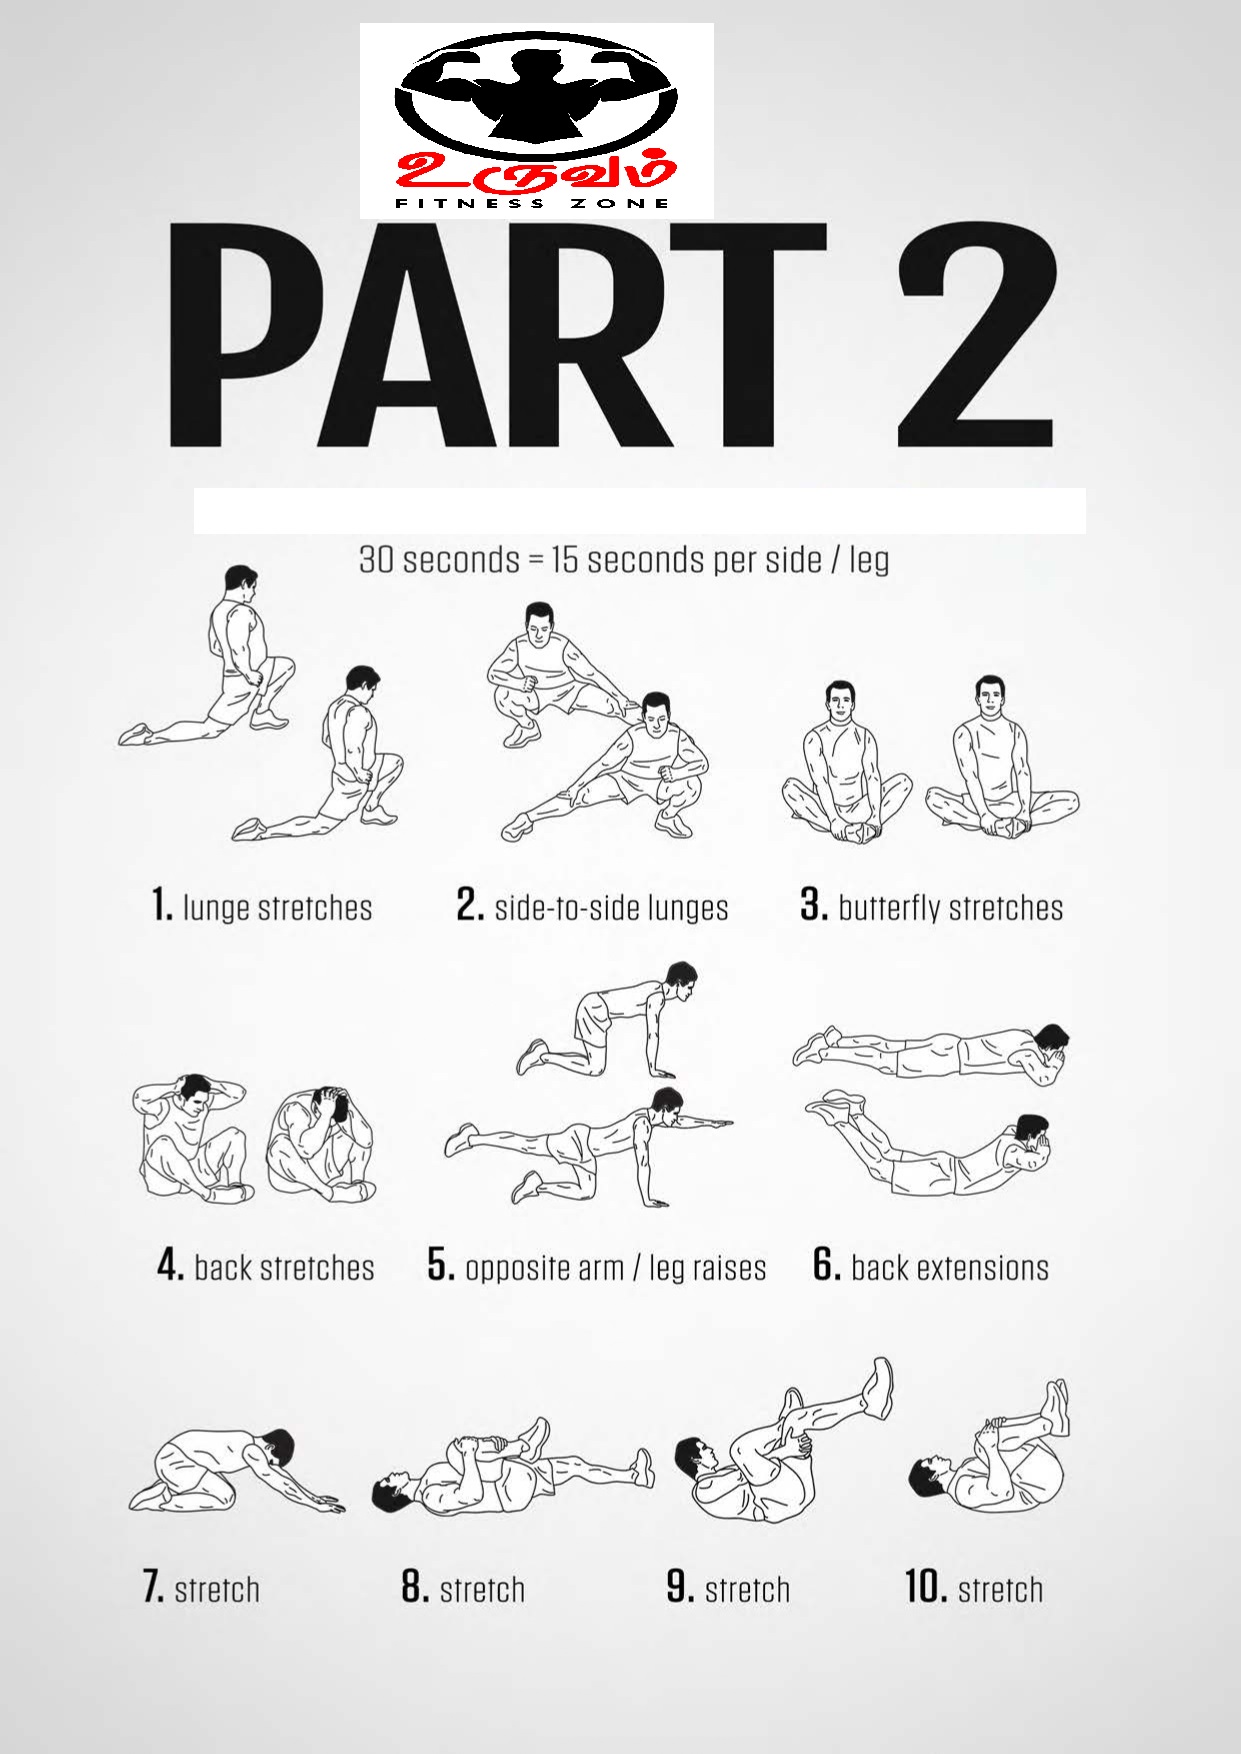 உருவம்
FITNESS ZONE
PART 2
30 seconds = 15 seconds per side / leg
1. lunge stretches
2. side-to-side lunges
3. butterfly stretches
4. back stretches
5. opposite arm / leg raises
6. back extensions
7. stretch
8. stretch
9. stretch
10. stretch